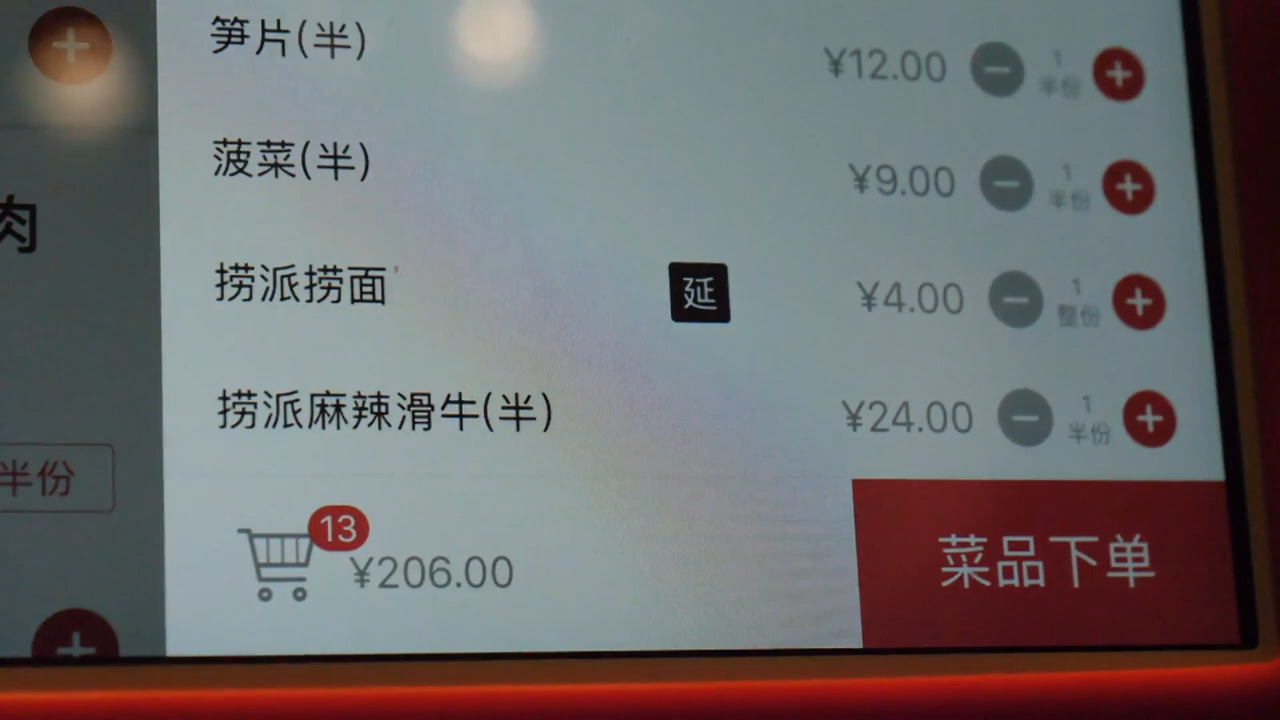 笋片(半) ¥12.00 1 半份
菠菜(半) ¥9.00 1 半份
肉
捞派捞面 延 ¥4.00 1 整份
捞派麻辣滑牛(半) ¥24.00 1 半份
半份
13
¥206.00
菜品下单